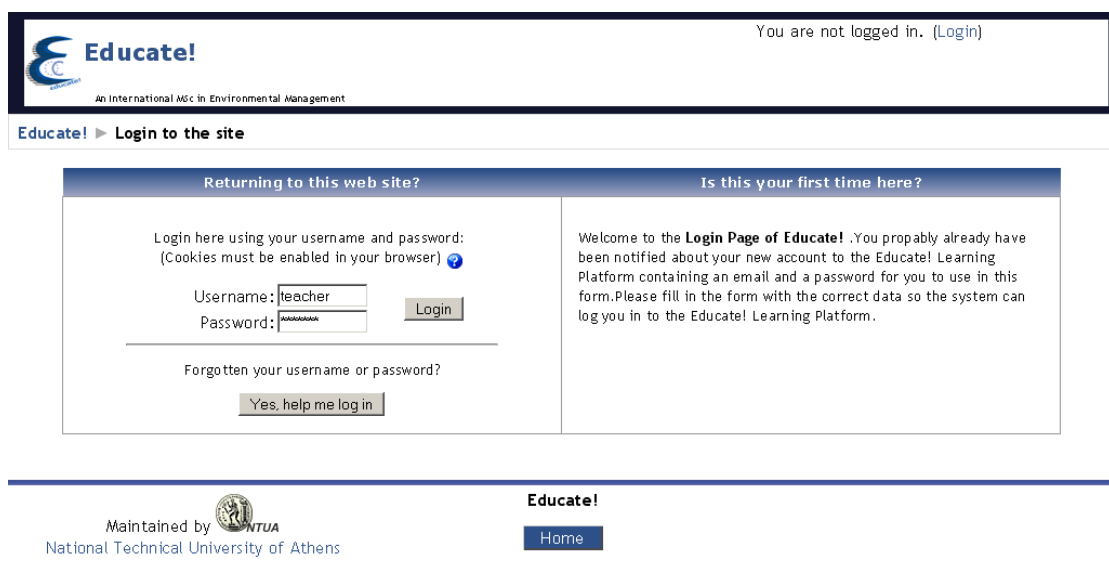 You are not logged in. (Login)
Educate!
educate!
An International MSc in Environmental Management
Educate! ► Login to the site
Returning to this web site?
Login here using your username and password:
(Cookies must be enabled in your browser) ?
Username: teacher
Password: *******
Login
Forgotten your username or password?
Yes, help me log in
Is this your first time here?
Welcome to the Login Page of Educate! .You propably already have
been notified about your new account to the Educate! Learning
Platform containing an email and a password for you to use in this
form.Please fill in the form with the correct data so the system can
log you in to the Educate! Learning Platform.
Maintained by NTUA
National Technical University of Athens
Educate!
Home